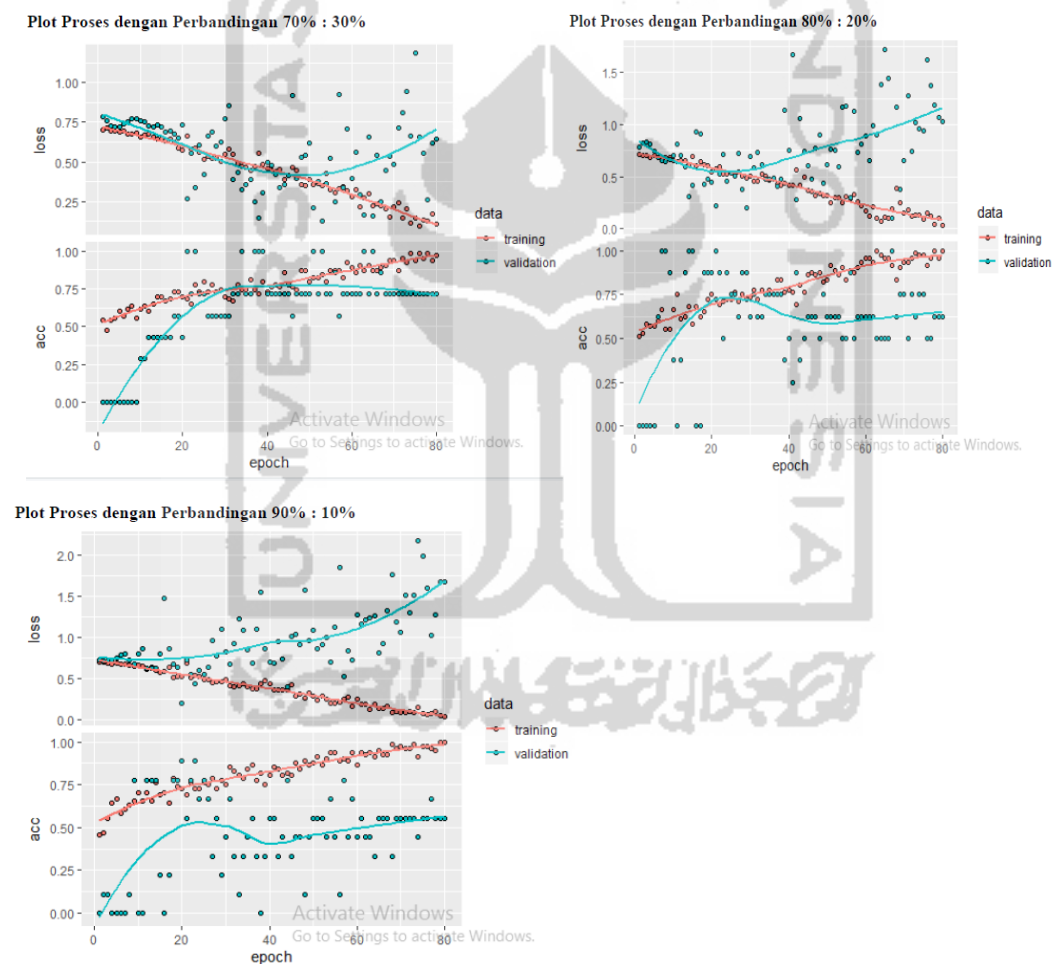 Plot Proses dengan Perbandingan 70% : 30%
1.00
0.75
0.50
0.25
loss
1.00
0.75
0.50
0.25
0.00
acc
0
20
40
60
80
epoch
data
training
validation
Activate Windows
Go to Settings to activate Windows.
Plot Proses dengan Perbandingan 80% : 20%
1.5
1.0
0.5
0.0
loss
1.00
0.75
0.50
0.25
0.00
acc
0
20
40
60
80
epoch
data
training
validation
Activate Windows
Go to Settings to activate Windows.
Plot Proses dengan Perbandingan 90% : 10%
2.0
1.5
1.0
0.5
0.0
loss
1.00
0.75
0.50
0.25
0.00
acc
0
20
40
60
80
epoch
data
training
validation
Activate Windows
Go to Settings to activate Windows.
UNIVERSITAS
INDONESIA